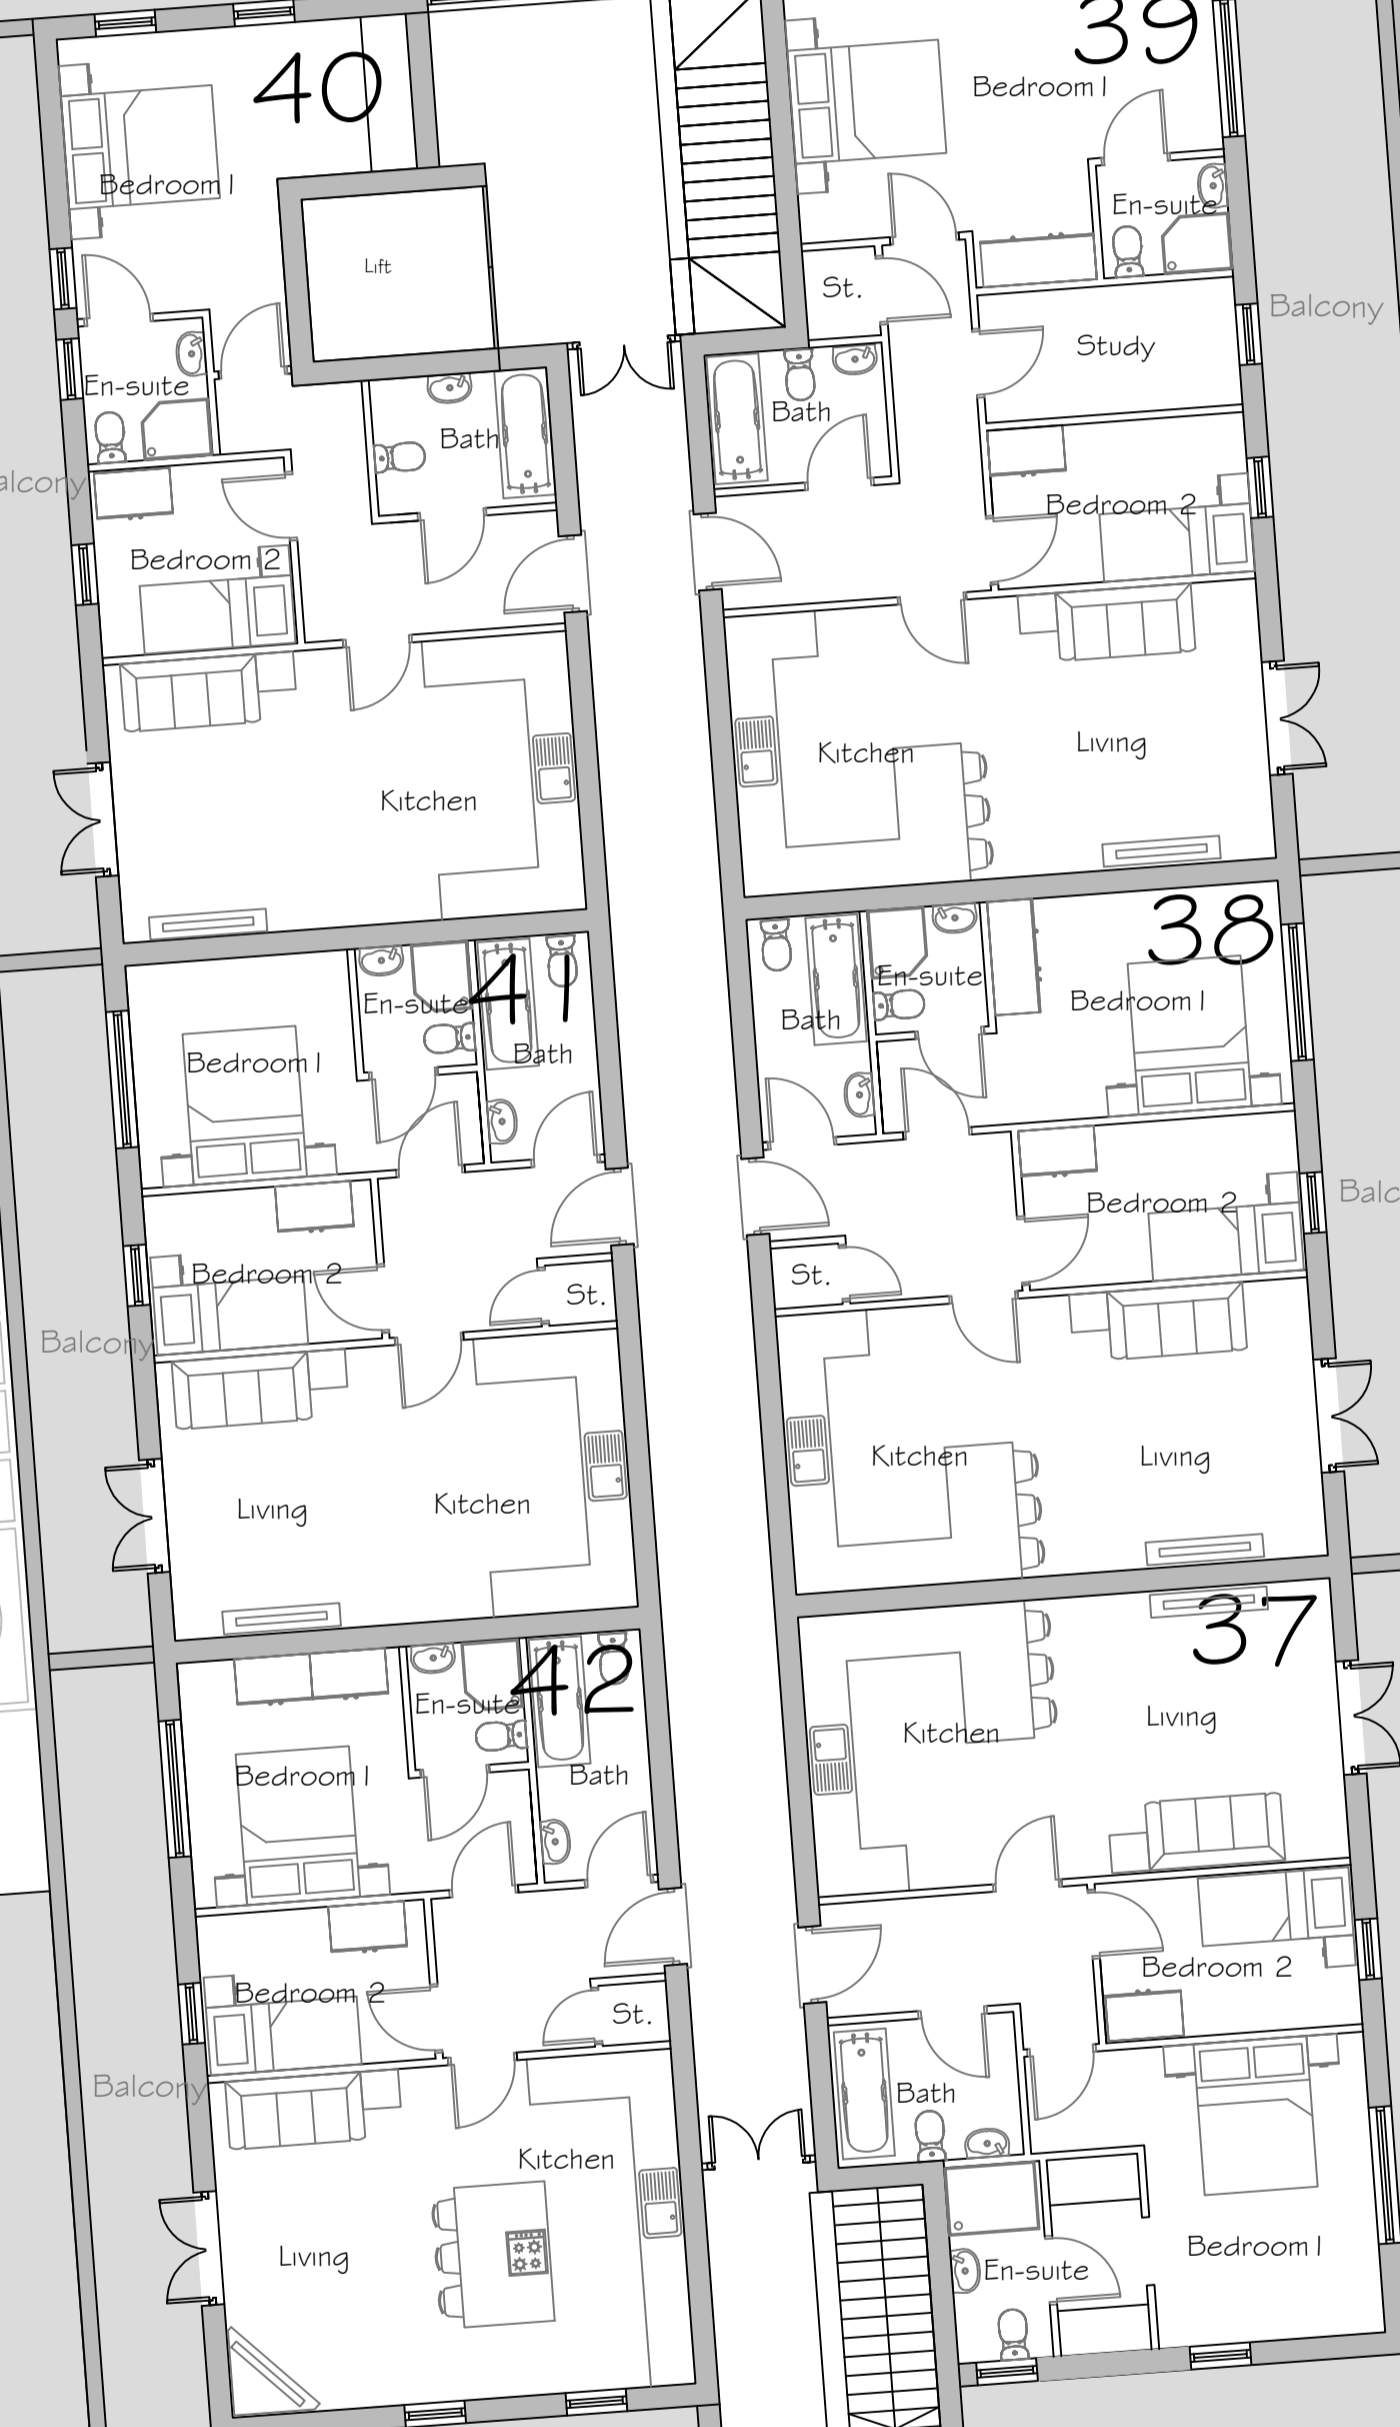 40
Bedroom 1
Lift
En-suite
Bath
Bedroom 2
Kitchen
39
Bedroom 1
En-suite
St.
Balcony
Study
Bath
Bedroom 2
Kitchen
Living
alcony
41
En-suite
Bath
Bedroom 1
Bedroom 2
St.
Balcony
Living
Kitchen
38
En-suite
Bedroom 1
Bath
Bedroom 2
Balc
St.
Kitchen
Living
42
En-suite
Bedroom 1
Bath
Bedroom 2
St.
Balcony
Kitchen
Living
37
Kitchen
Living
Bedroom 2
Bath
En-suite
Bedroom 1